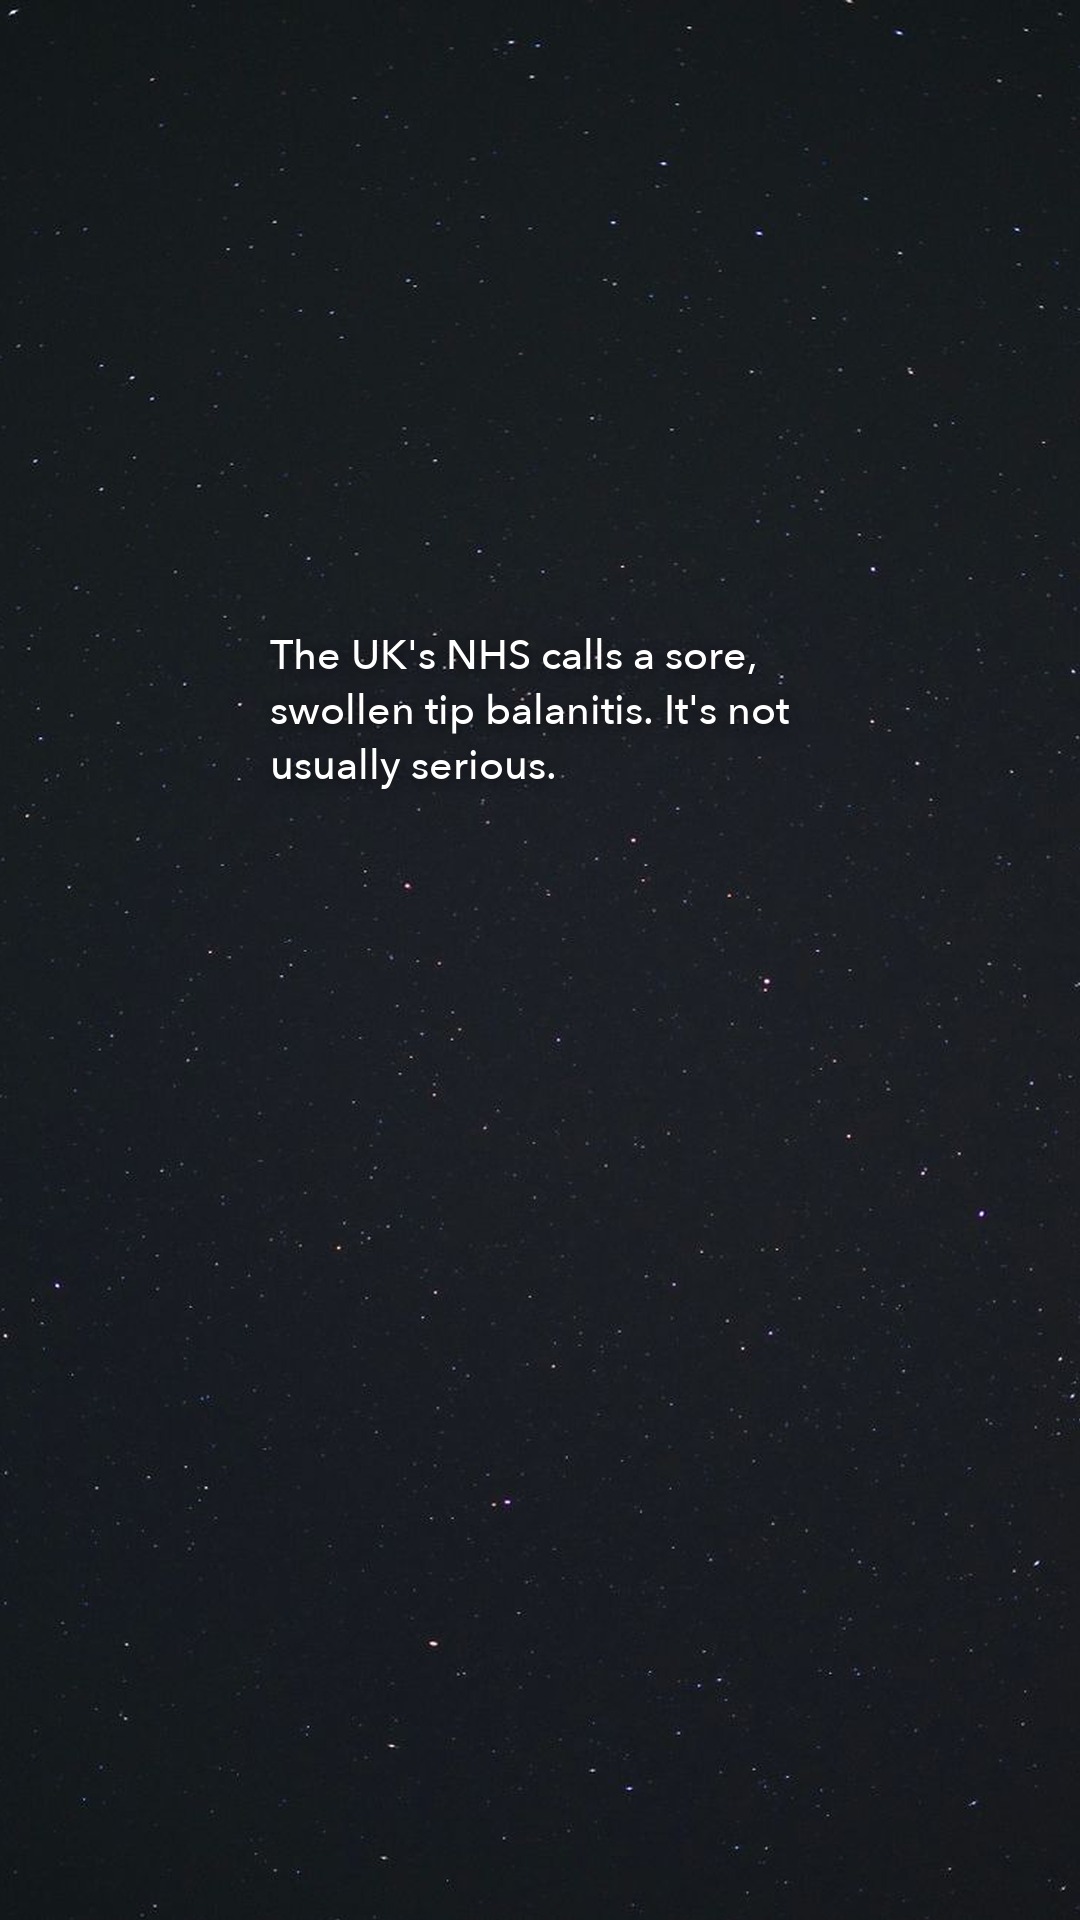 The UK's NHS calls a sore,
swollen tip balanitis. It's not
usually serious.